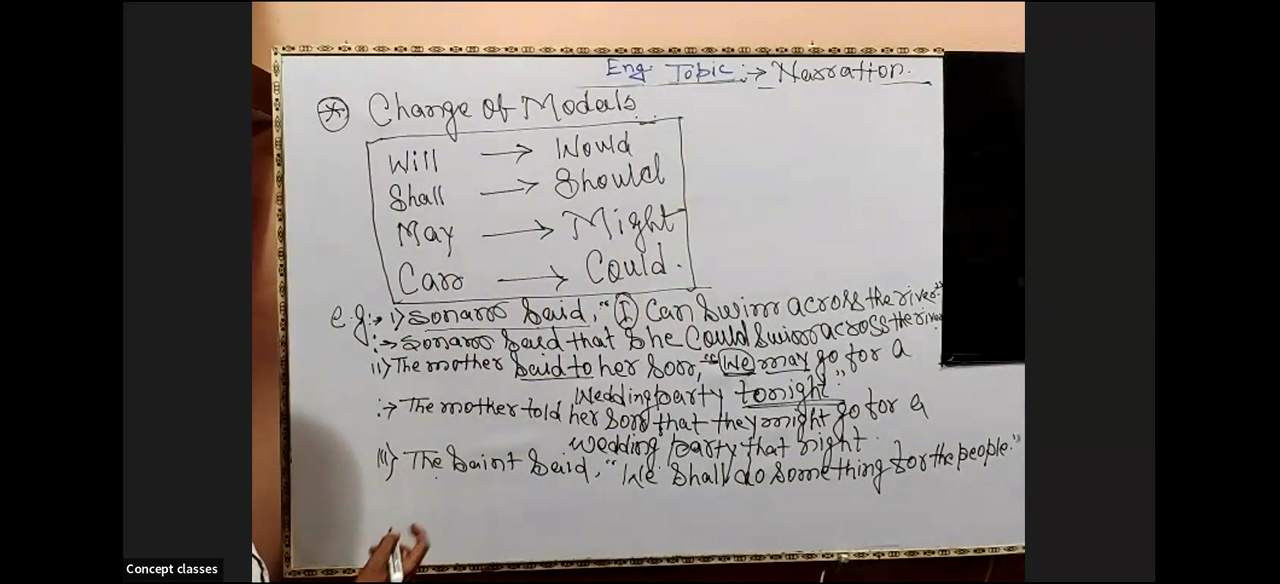 Eng. Topic :→ Narration.
* Change of Modals
Will → Would
Shall → Should
May → Might
Can → Could.
e.g:→ i) Sonam Said, "I Can Swim across the river"
:→ Sonam Said that She Could Swim across the river
ii) The mother Said to her Son, "We may go for a
Wedding party tonight."
:→ The mother told her Son that they might go for a
wedding party that night.
iii) The Saint Said, "We Shall do Something for the people."
Concept classes